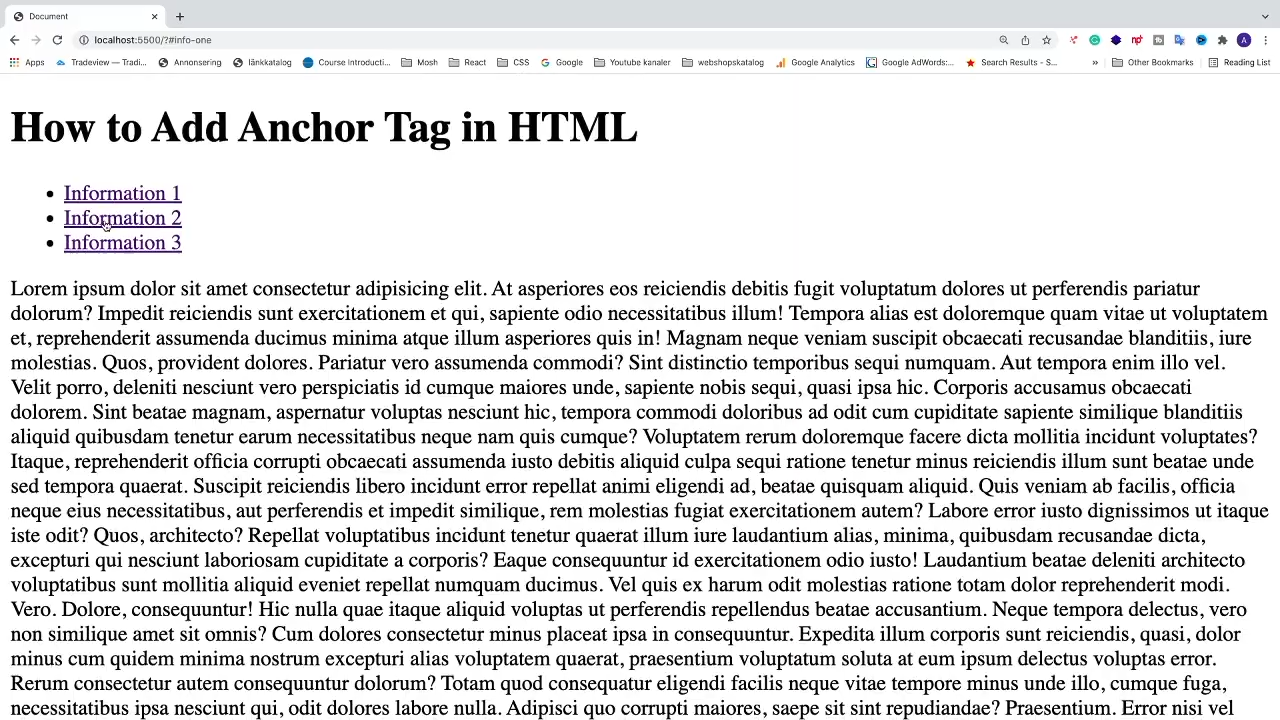 Document
localhost:5500/?#info-one
Apps Tradeview — Tradi... Annonsering länkkatalog Course Introducti... Mosh React CSS Google Youtube kanaler webshopskatalog Google Analytics Google AdWords:... Search Results - S... » Other Bookmarks Reading List
How to Add Anchor Tag in HTML
• Information 1
• Information 2
• Information 3
Lorem ipsum dolor sit amet consectetur adipisicing elit. At asperiores eos reiciendis debitis fugit voluptatum dolores ut perferendis pariatur
dolorum? Impedit reiciendis sunt exercitationem et qui, sapiente odio necessitatibus illum! Tempora alias est doloremque quam vitae ut voluptatem
et, reprehenderit assumenda ducimus minima atque illum asperiores quis in! Magnam neque veniam suscipit obcaecati recusandae blanditiis, iure
molestias. Quos, provident dolores. Pariatur vero assumenda commodi? Sint distinctio temporibus sequi numquam. Aut tempora enim illo vel.
Velit porro, deleniti nesciunt vero perspiciatis id cumque maiores unde, sapiente nobis sequi, quasi ipsa hic. Corporis accusamus obcaecati
dolorem. Sint beatae magnam, aspernatur voluptas nesciunt hic, tempora commodi doloribus ad odit cum cupiditate sapiente similique blanditiis
aliquid quibusdam tenetur earum necessitatibus neque nam quis cumque? Voluptatem rerum doloremque facere dicta mollitia incidunt voluptates?
Itaque, reprehenderit officia corrupti obcaecati assumenda iusto debitis aliquid culpa sequi ratione tenetur minus reiciendis illum sunt beatae unde
sed tempora quaerat. Suscipit reiciendis libero incidunt error repellat animi eligendi ad, beatae quisquam aliquid. Quis veniam ab facilis, officia
neque eius necessitatibus, aut perferendis et impedit similique, rem molestias fugiat exercitationem autem? Labore error iusto dignissimos ut itaque
iste odit? Quos, architecto? Repellat voluptatibus incidunt tenetur quaerat illum iure laudantium alias, minima, quibusdam recusandae dicta,
excepturi qui nesciunt laboriosam cupiditate a corporis? Eaque consequuntur id exercitationem odio iusto! Laudantium beatae deleniti architecto
voluptatibus sunt mollitia aliquid eveniet repellat numquam ducimus. Vel quis ex harum odit molestias ratione totam dolor reprehenderit modi.
Vero. Dolore, consequuntur! Hic nulla quae itaque aliquid voluptas ut perferendis repellendus beatae accusantium. Neque tempora delectus, vero
non similique amet sit omnis? Cum dolores consectetur minus placeat ipsa in consequuntur. Expedita illum corporis sunt reiciendis, quasi, dolor
minus cum quidem minima nostrum excepturi alias voluptatem quaerat, praesentium voluptatum soluta at eum ipsum delectus voluptas error.
Rerum consectetur autem consequuntur dolorum? Totam quod consequatur eligendi facilis neque vitae tempore minus unde illo, cumque fuga,
necessitatibus ipsa nesciunt qui, odit dolores labore nulla. Adipisci quo corrupti maiores, saepe sit sint repudiandae? Praesentium. Error nisi vel